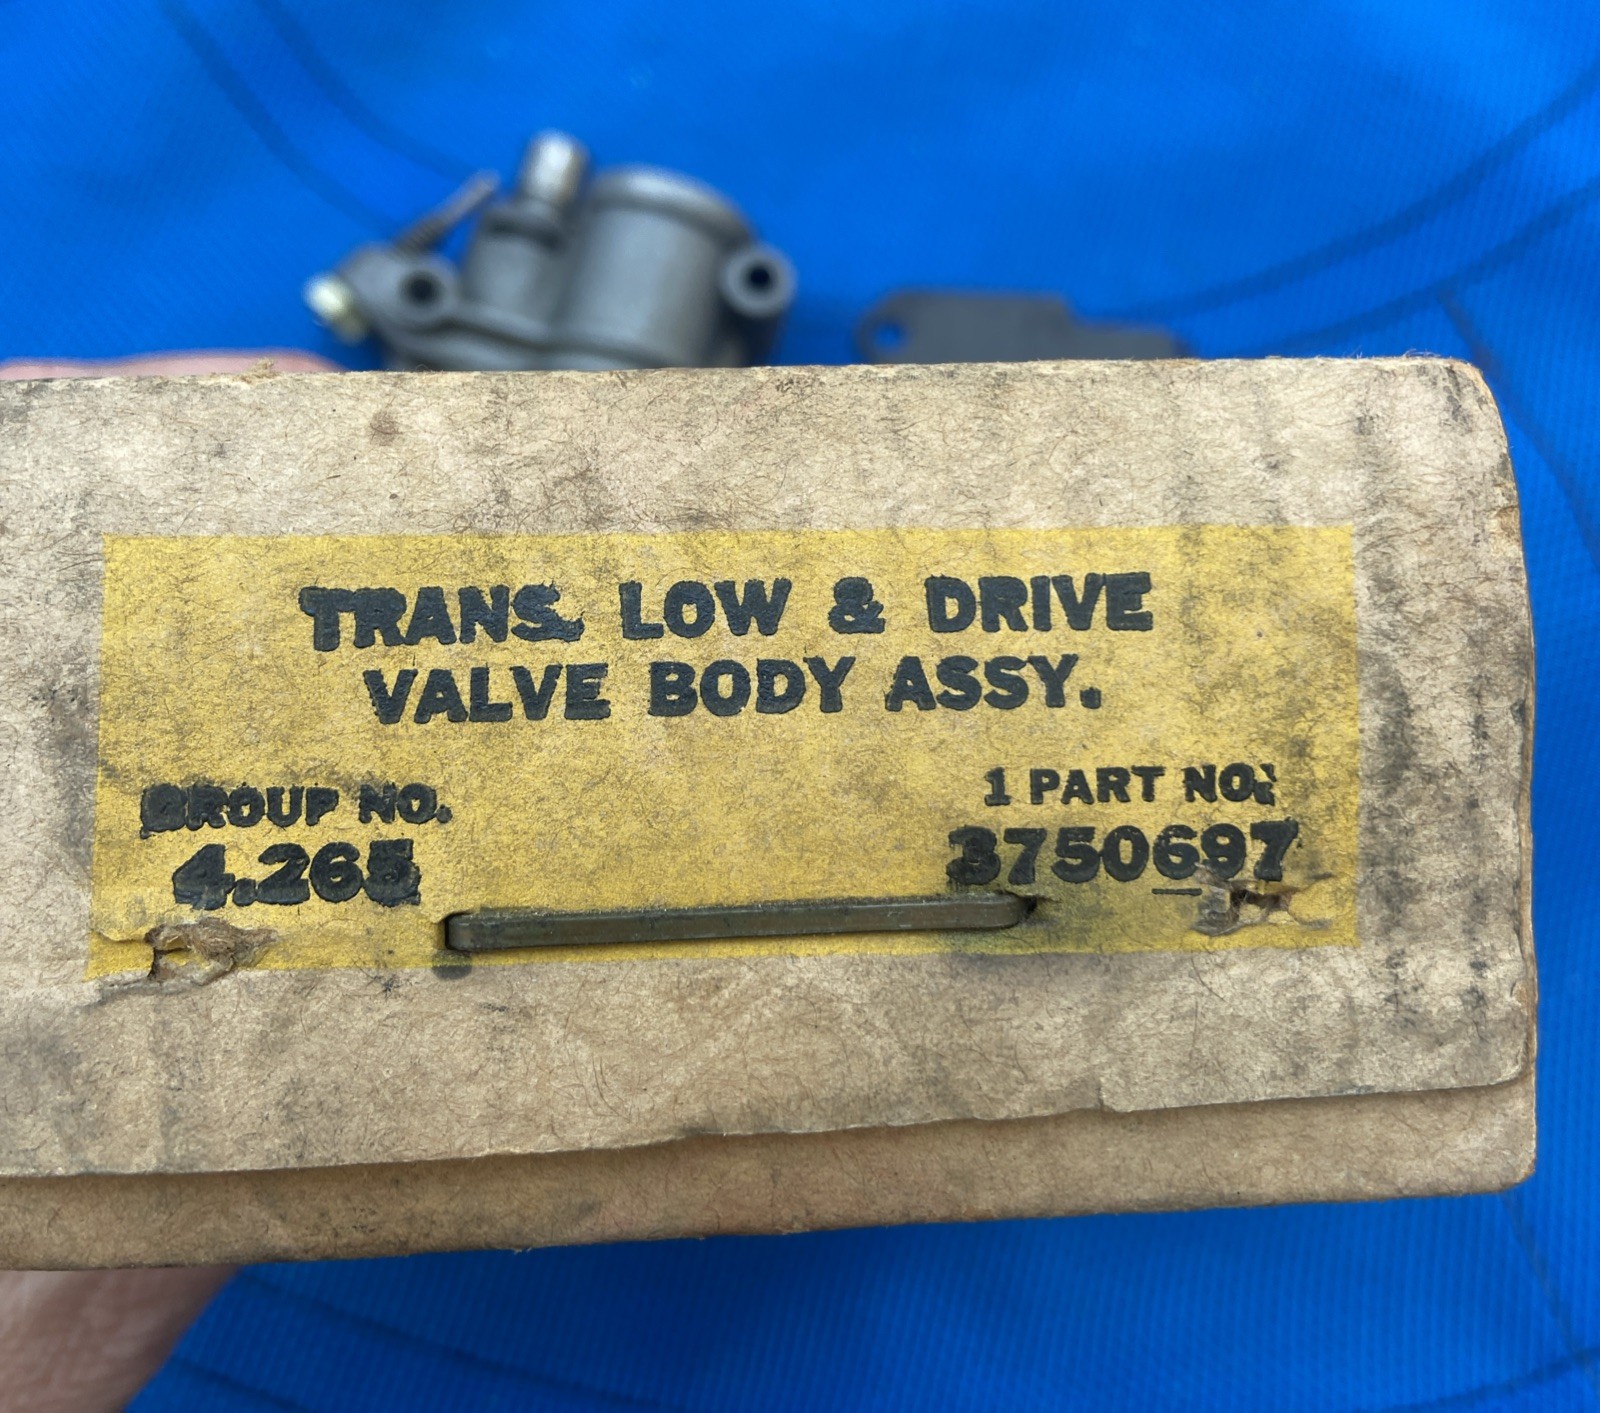 TRANS. LOW & DRIVE
VALVE BODY ASSY.
GROUP NO.
4.265
1 PART NO.
3750697